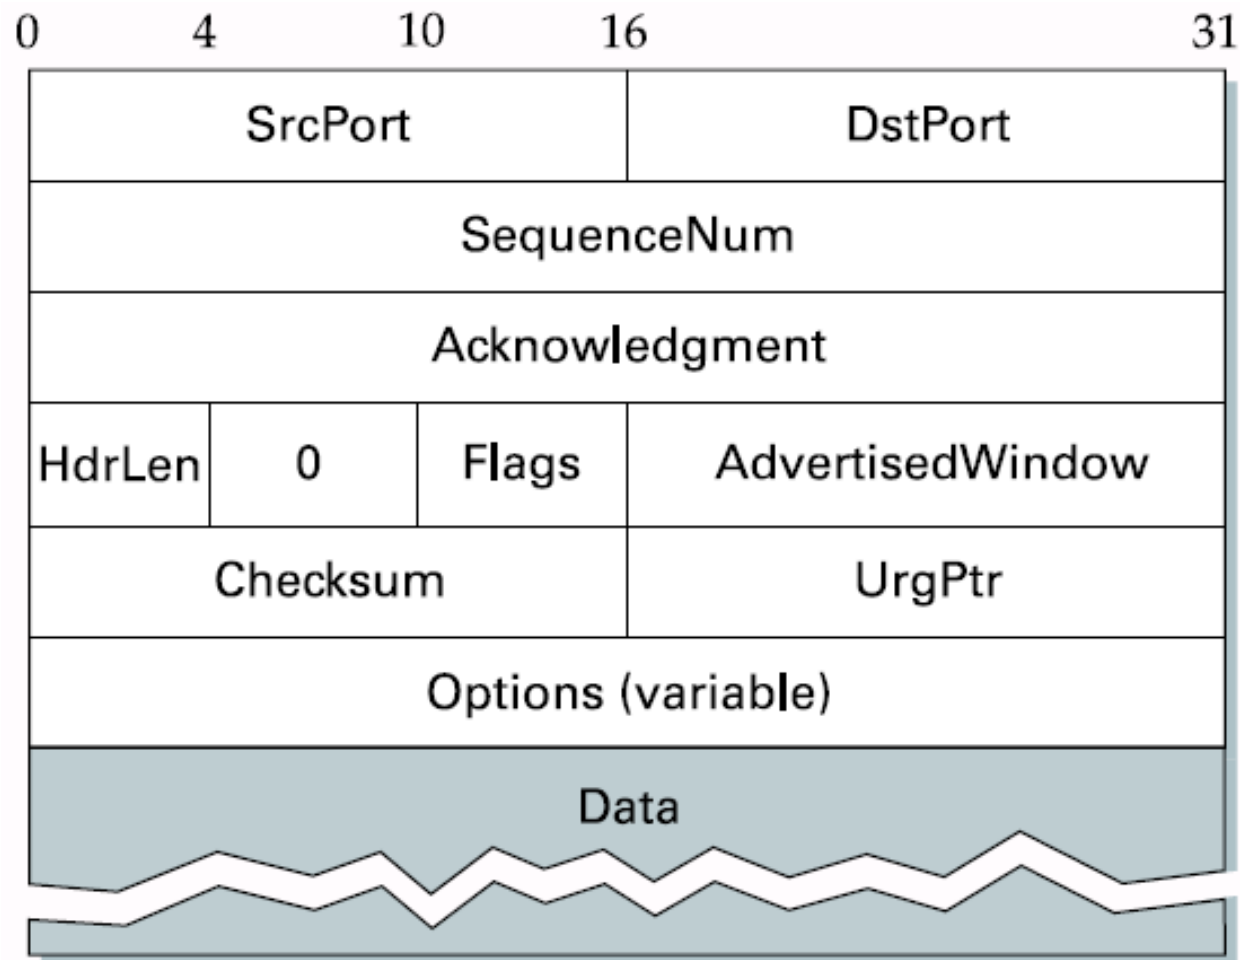 0 4 10 16 31
SrcPort DstPort
SequenceNum
Acknowledgment
HdrLen 0 Flags AdvertisedWindow
Checksum UrgPtr
Options (variable)
Data